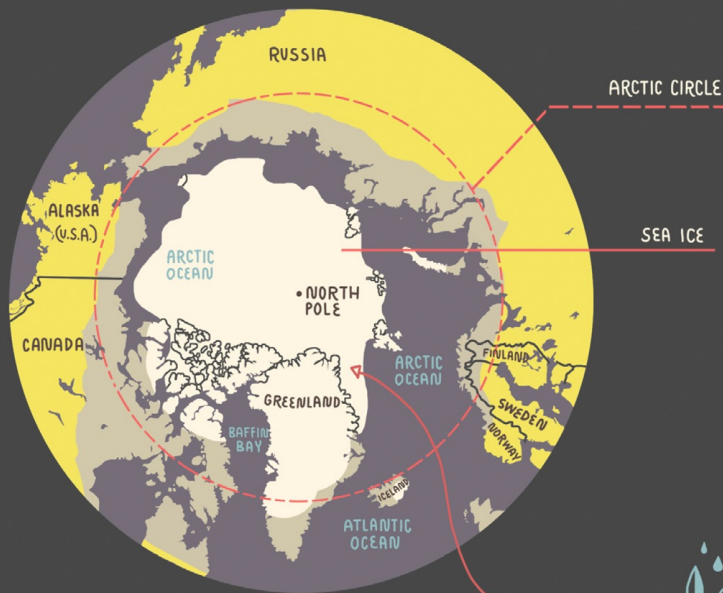 RUSSIA
ARCTIC CIRCLE
ALASKA
(U.S.A.)
SEA ICE
ARCTIC
OCEAN
•NORTH
POLE
CANADA
FINLAND
ARCTIC
OCEAN
GREENLAND
SWEDEN
BAFFIN
BAY
NORWAY
ICELAND
ATLANTIC
OCEAN